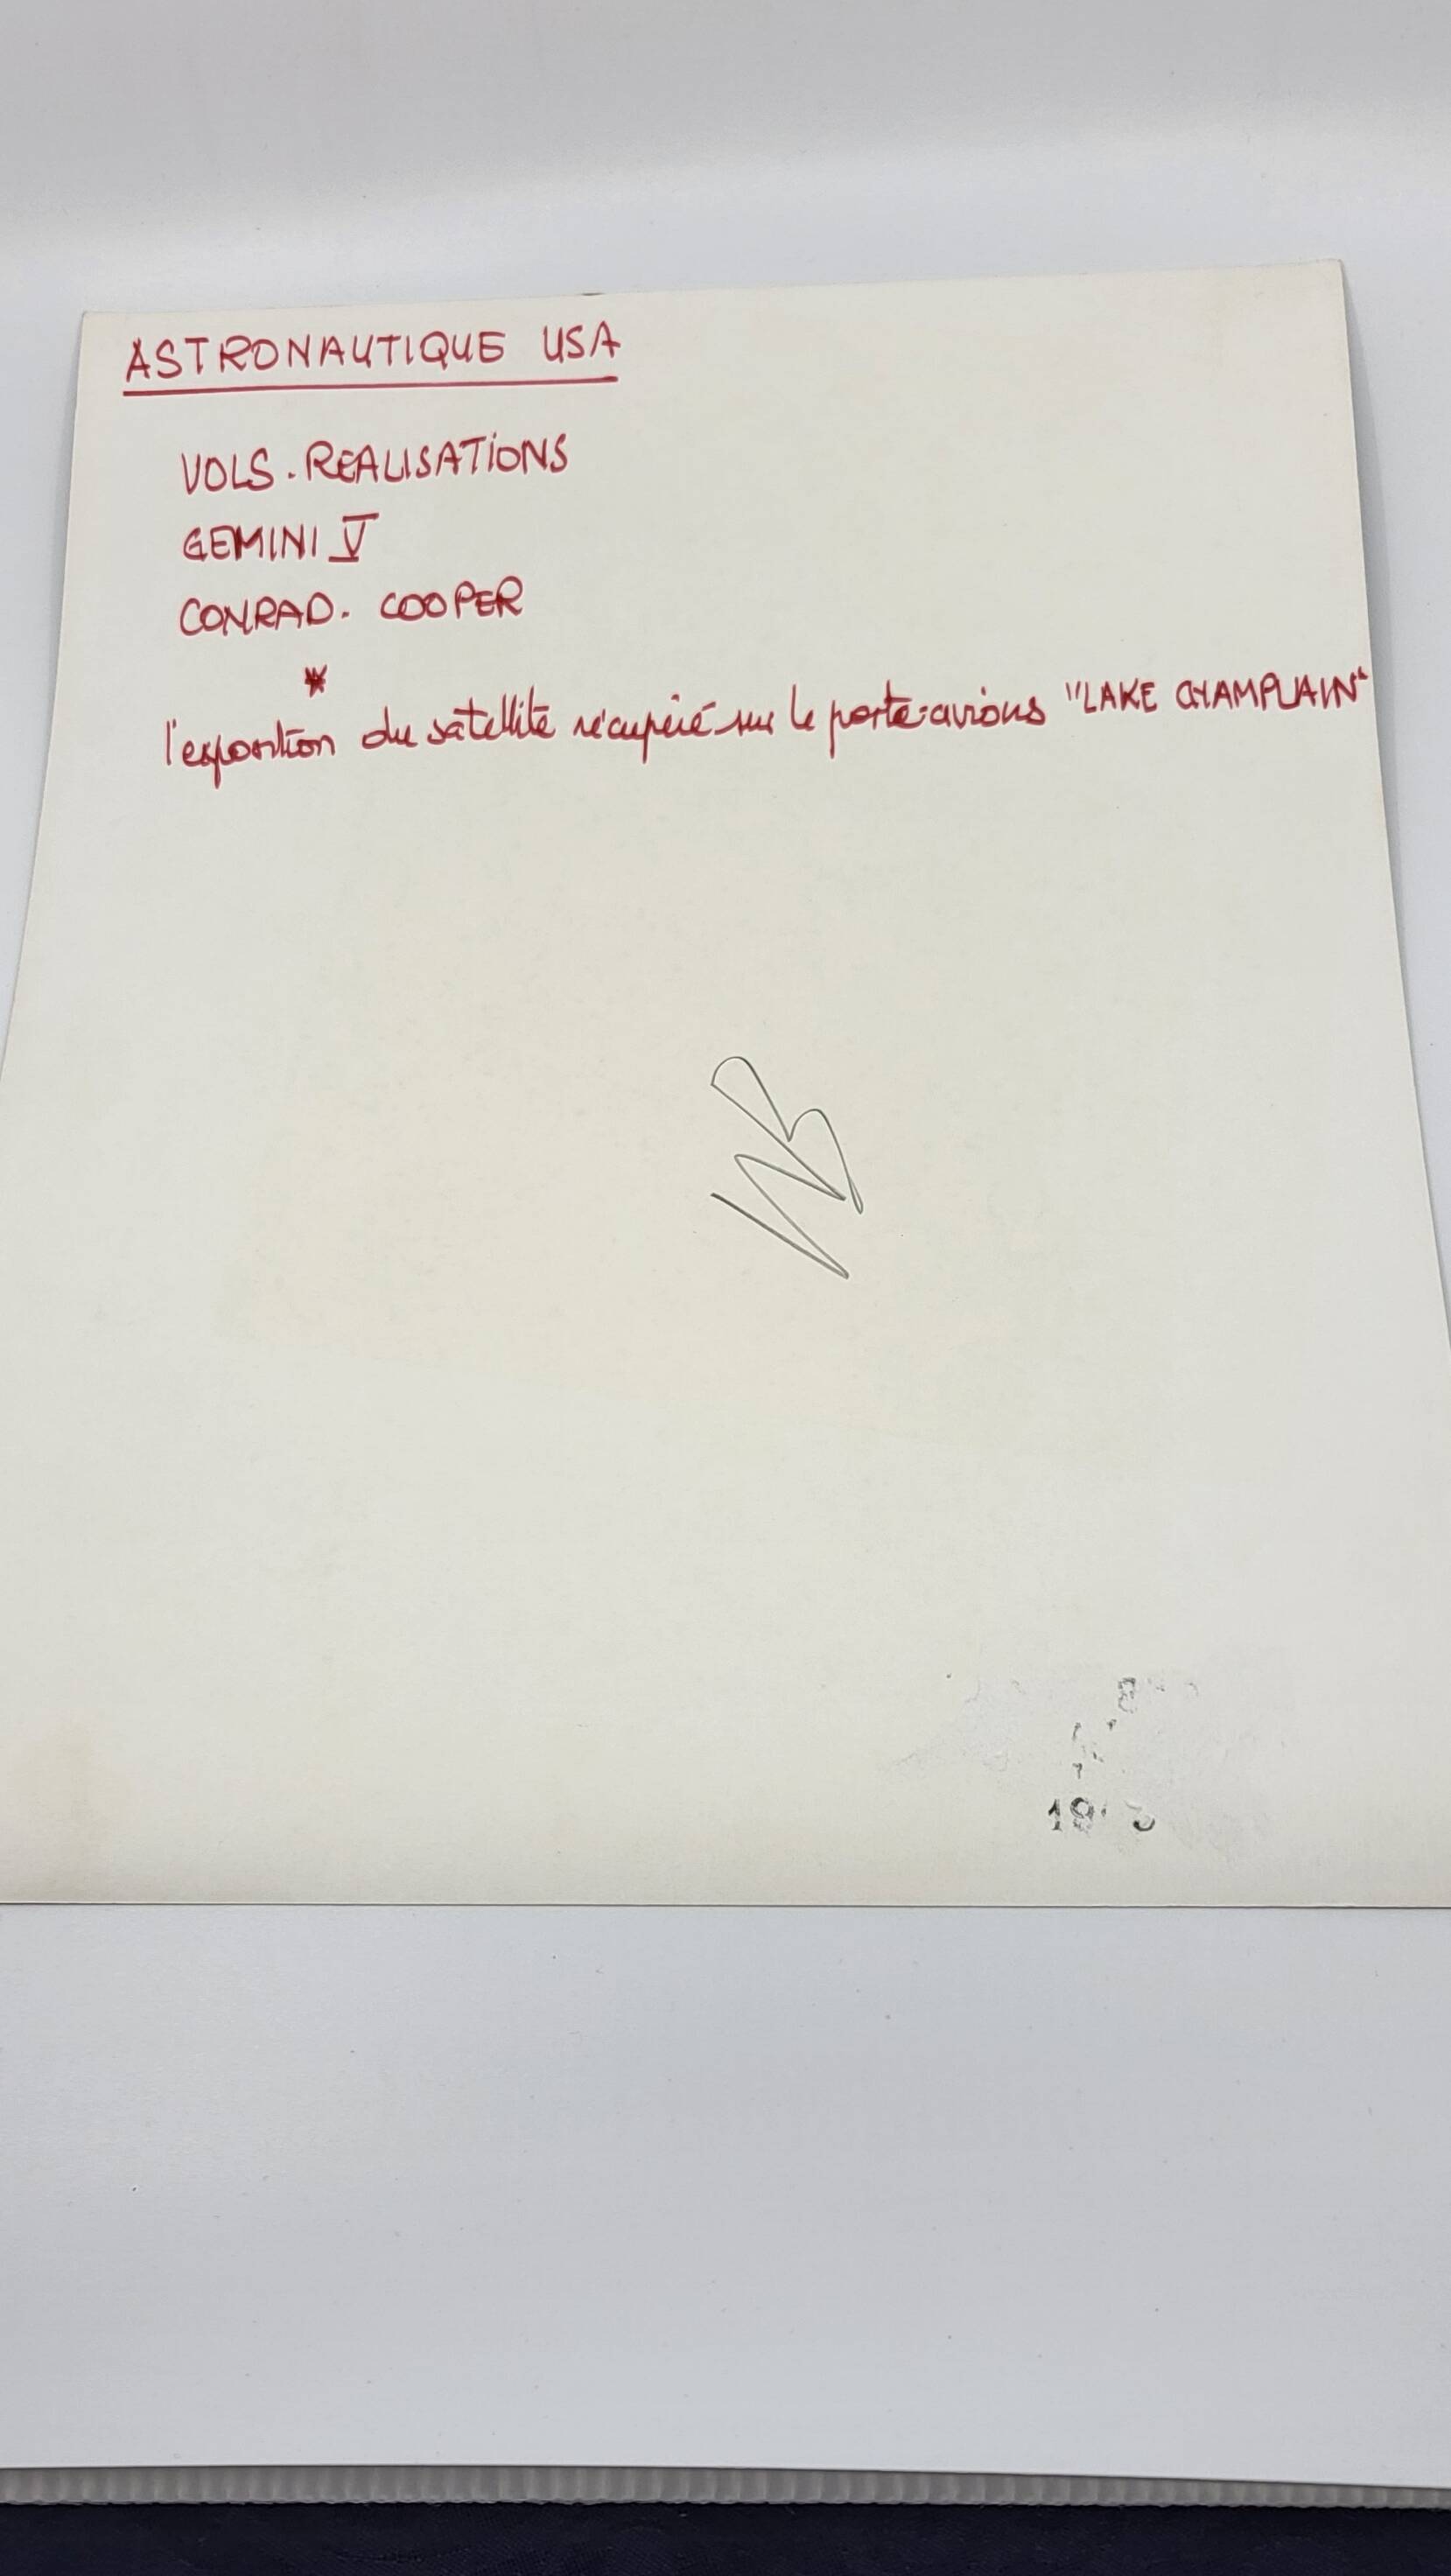 ASTRONAUTIQUE USA
VOLS. REALISATIONS
GEMINI V
CONRAD. COOPER
*
l'exposition du satellite récupéré sur le porte-avions "LAKE CHAMPLAIN"